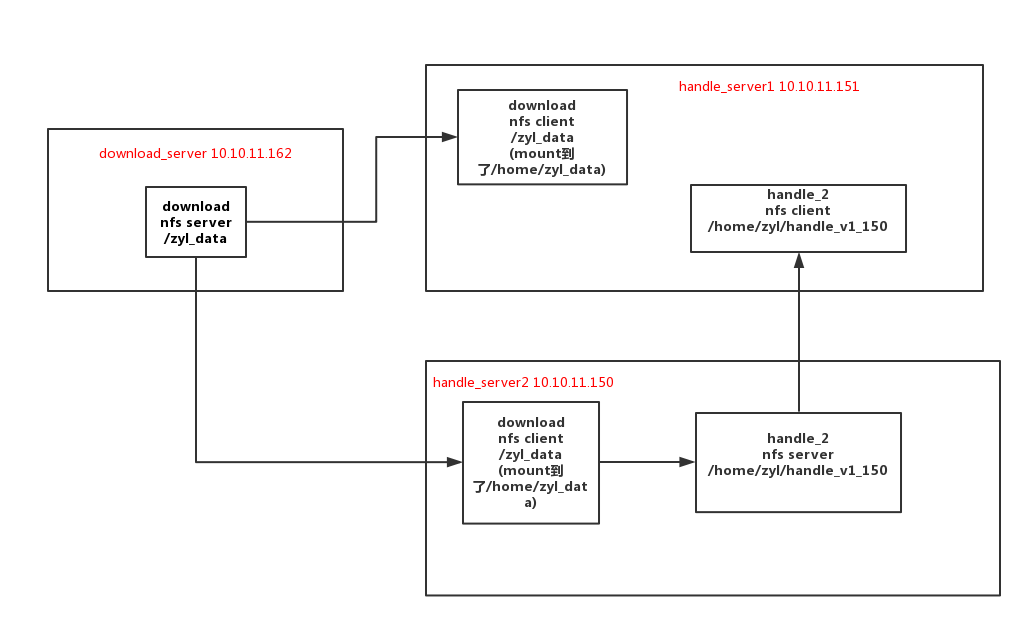 download_server 10.10.11.162
download
nfs server
/zyl_data
handle_server1 10.10.11.151
download
nfs client
/zyl_data
(mount到
了/home/zyl_data)
handle_2
nfs client
/home/zyl/handle_v1_150
handle_server2 10.10.11.150
download
nfs client
/zyl_data
(mount到
了/home/zyl_dat
a)
handle_2
nfs server
/home/zyl/handle_v1_150